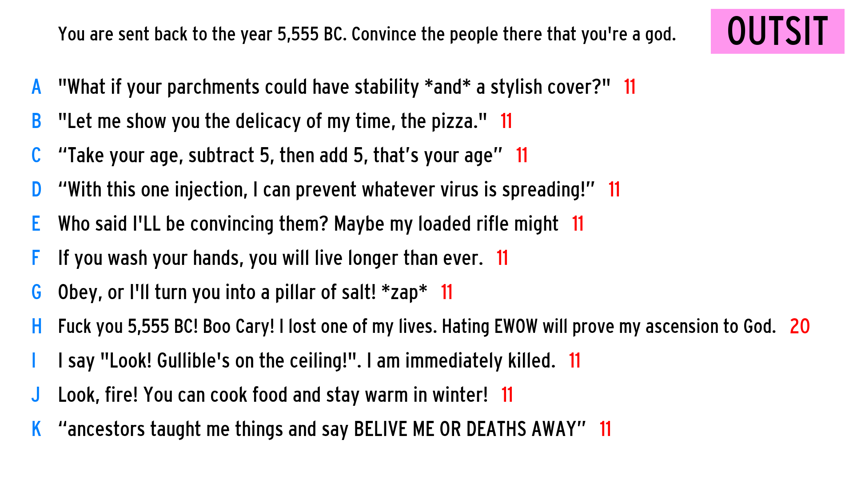 You are sent back to the year 5,555 BC. Convince the people there that you're a god.
OUTSIT
A "What if your parchments could have stability *and* a stylish cover?" 11
B "Let me show you the delicacy of my time, the pizza." 11
C “Take your age, subtract 5, then add 5, that’s your age” 11
D “With this one injection, I can prevent whatever virus is spreading!” 11
E Who said I'LL be convincing them? Maybe my loaded rifle might 11
F If you wash your hands, you will live longer than ever. 11
G Obey, or I'll turn you into a pillar of salt! *zap* 11
H Fuck you 5,555 BC! Boo Cary! I lost one of my lives. Hating EWOW will prove my ascension to God. 20
I I say "Look! Gullible's on the ceiling!". I am immediately killed. 11
J Look, fire! You can cook food and stay warm in winter! 11
K “ancestors taught me things and say BELIVE ME OR DEATHS AWAY” 11